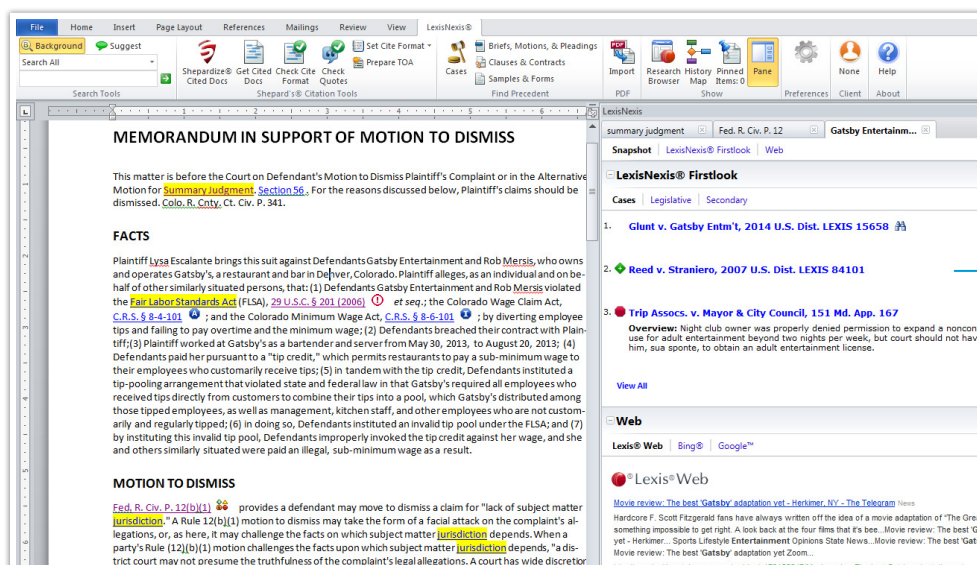 File Home Insert Page Layout References Mailings Review View LexisNexis®
Background Suggest
Search All
Search Tools
Shepardize® Cited Docs
Get Cited Docs
Check Cite Format
Check Quotes
Set Cite Format
Prepare TOA
Shepard's® Citation Tools
Cases
Briefs, Motions, & Pleadings
Clauses & Contracts
Samples & Forms
Find Precedent
PDF
Import
PDF
Research Browser
History Map
Pinned Items: 0
Pane
Show
Preferences
None
Client
Help
About
L
1 2 3 4 5 6
MEMORANDUM IN SUPPORT OF MOTION TO DISMISS
This matter is before the Court on Defendant's Motion to Dismiss Plaintiff's Complaint or in the Alternative
Motion for Summary Judgment. Section 56 . For the reasons discussed below, Plaintiff's claims should be
dismissed. Colo. R. Cnty. Ct. Civ. P. 341.
FACTS
Plaintiff Lysa Escalante brings this suit against Defendants Gatsby Entertainment and Rob Mersis, who owns
and operates Gatsby's, a restaurant and bar in Denver, Colorado. Plaintiff alleges, as an individual and on be-
half of other similarly situated persons, that: (1) Defendants Gatsby Entertainment and Rob Mersis violated
the Fair Labor Standards Act (FLSA), 29 U.S.C. § 201 (2006) et seq.; the Colorado Wage Claim Act,
C.R.S. § 8-4-101 A ; and the Colorado Minimum Wage Act, C.R.S. § 8-6-101 I ; by diverting employee
tips and failing to pay overtime and the minimum wage; (2) Defendants breached their contract with Plain-
tiff;(3) Plaintiff worked at Gatsby's as a bartender and server from May 30, 2013, to August 20, 2013; (4)
Defendants paid her pursuant to a "tip credit," which permits restaurants to pay a sub-minimum wage to
their employees who customarily receive tips; (5) in tandem with the tip credit, Defendants instituted a
tip-pooling arrangement that violated state and federal law in that Gatsby's required all employees who
received tips directly from customers to combine their tips into a pool, which Gatsby's distributed among
those tipped employees, as well as management, kitchen staff, and other employees who are not custom-
arily and regularly tipped; (6) in doing so, Defendants instituted an invalid tip pool under the FLSA; and (7)
by instituting this invalid tip pool, Defendants improperly invoked the tip credit against her wage, and she
and others similarly situated were paid an illegal, sub-minimum wage as a result.
MOTION TO DISMISS
Fed. R. Civ. P. 12(b)(1) provides a defendant may move to dismiss a claim for "lack of subject matter
jurisdiction." A Rule 12(b)(1) motion to dismiss may take the form of a facial attack on the complaint's al-
legations, or, as here, it may challenge the facts on which subject matter jurisdiction depends. When a
party's Rule (12)(b)(1) motion challenges the facts upon which subject matter jurisdiction depends, "a dis-
trict court may not presume the truthfulness of the complaint's legal allegations. A court has wide discretion
LexisNexis
summary judgment Fed. R. Civ. P. 12 Gatsby Entertainm...
Snapshot LexisNexis® Firstlook Web
LexisNexis® Firstlook
Cases Legislative Secondary
1. Glunt v. Gatsby Entm't, 2014 U.S. Dist. LEXIS 15658
2. Reed v. Straniero, 2007 U.S. Dist. LEXIS 84101
3. Trip Assocs. v. Mayor & City Council, 151 Md. App. 167
Overview: Night club owner was properly denied permission to expand a noncon
use for adult entertainment beyond two nights per week, but court should not hav
him, sua sponte, to obtain an adult entertainment license.
View All
Web
Lexis® Web Bing® Google™
Lexis® Web
Movie review: The best 'Gatsby' adaptation yet - Herkimer, NY - The Telegram News
Hardcore F. Scott Fitzgerald fans have always written off the idea of a movie adaptation of "The Gre
something impossible to get right. A look back at the four films that it's bee...Movie review: The best 'G
yet - Herkimer... Sports Lifestyle Entertainment Opinions State News...Movie review: The best 'Gat
Movie review: The best 'Gatsby' adaptation yet Zoom...